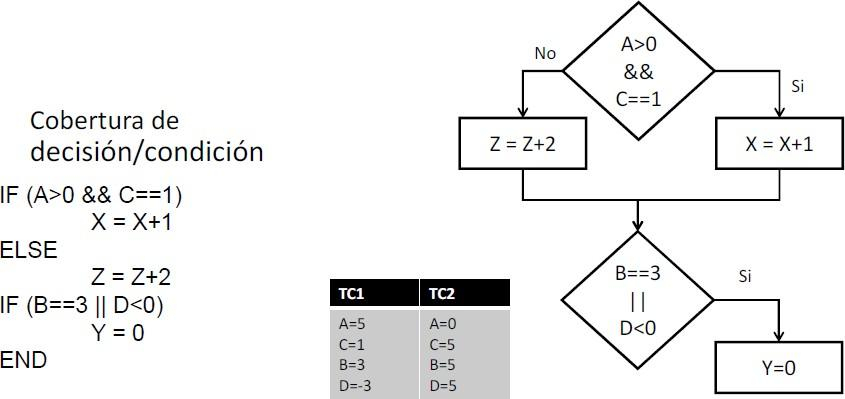 Cobertura de
decisión/condición
IF (A>0 && C==1)
X = X+1
ELSE
Z = Z+2
IF (B==3 || D<0)
Y = 0
END
TC1 TC2
A=5 A=0
C=1 C=5
B=3 B=5
D=-3 D=5
A>0
&&
C==1
No
Si
Z = Z+2
X = X+1
B==3
||
D<0
Si
Y=0